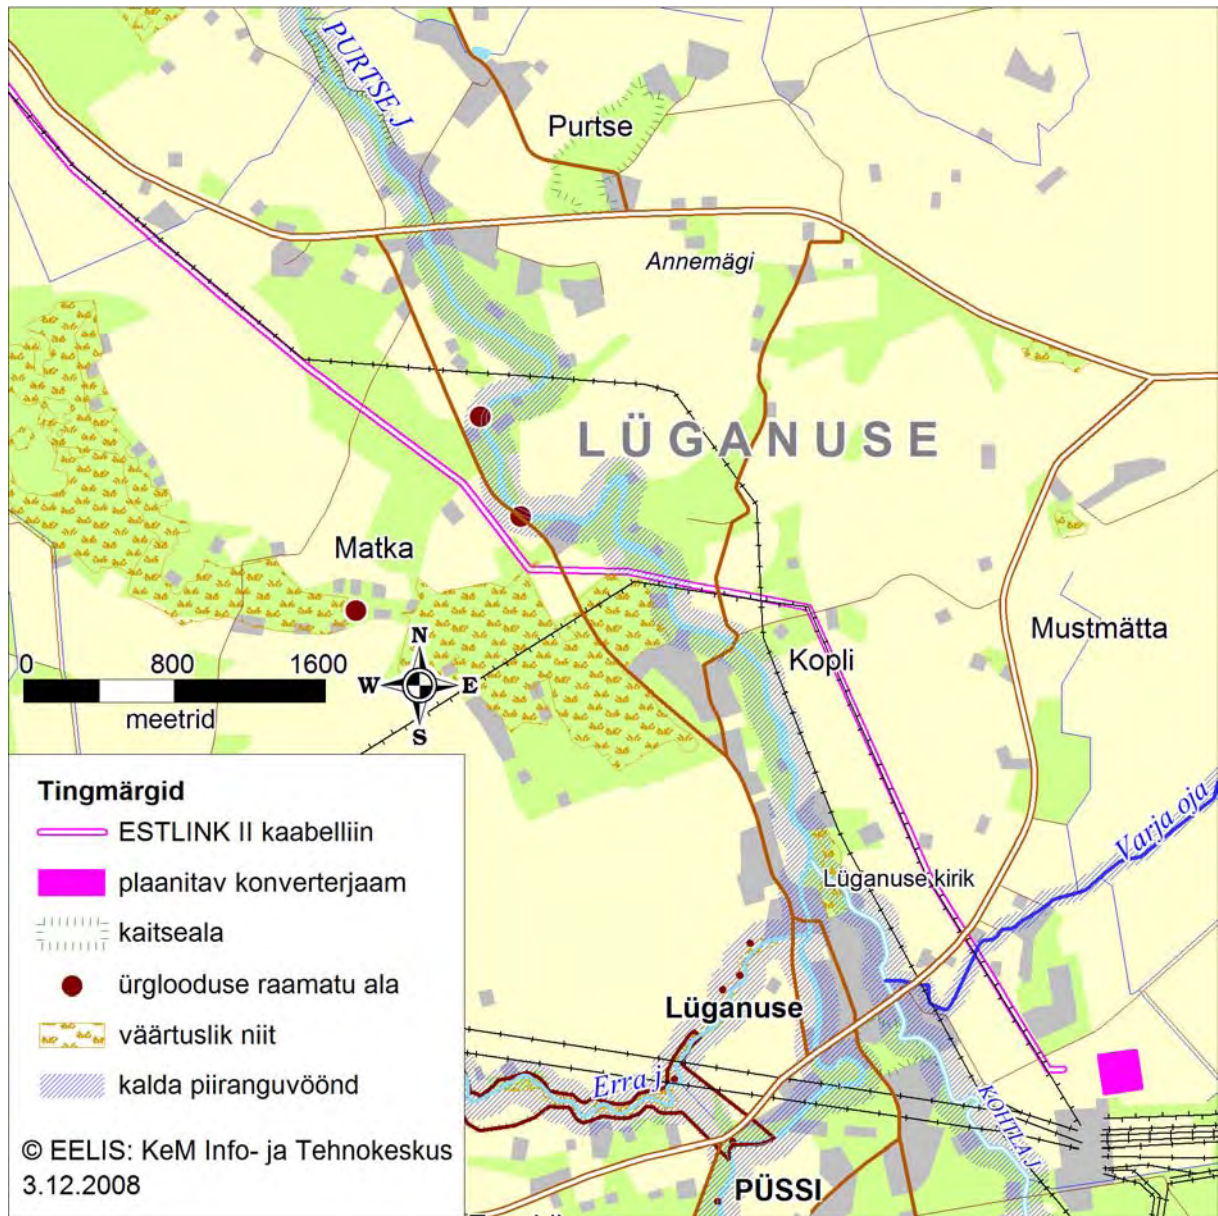 PURTSE J
Purtse
Annemägi
LÜGANUSE
Matka
N
W E
S
0 800 1600
meetrid
Kopli
Mustmätta
Varja oja
Lüganuse kirik
Lüganuse
Erra j
KOHTLA J
PÜSSI
Tingmärgid
ESTLINK II kaabelliin
plaanitav konverterjaam
kaitseala
ürglooduse raamatu ala
väärtuslik niit
kalda piiranguvöönd
© EELIS: KeM Info- ja Tehnokeskus
3.12.2008